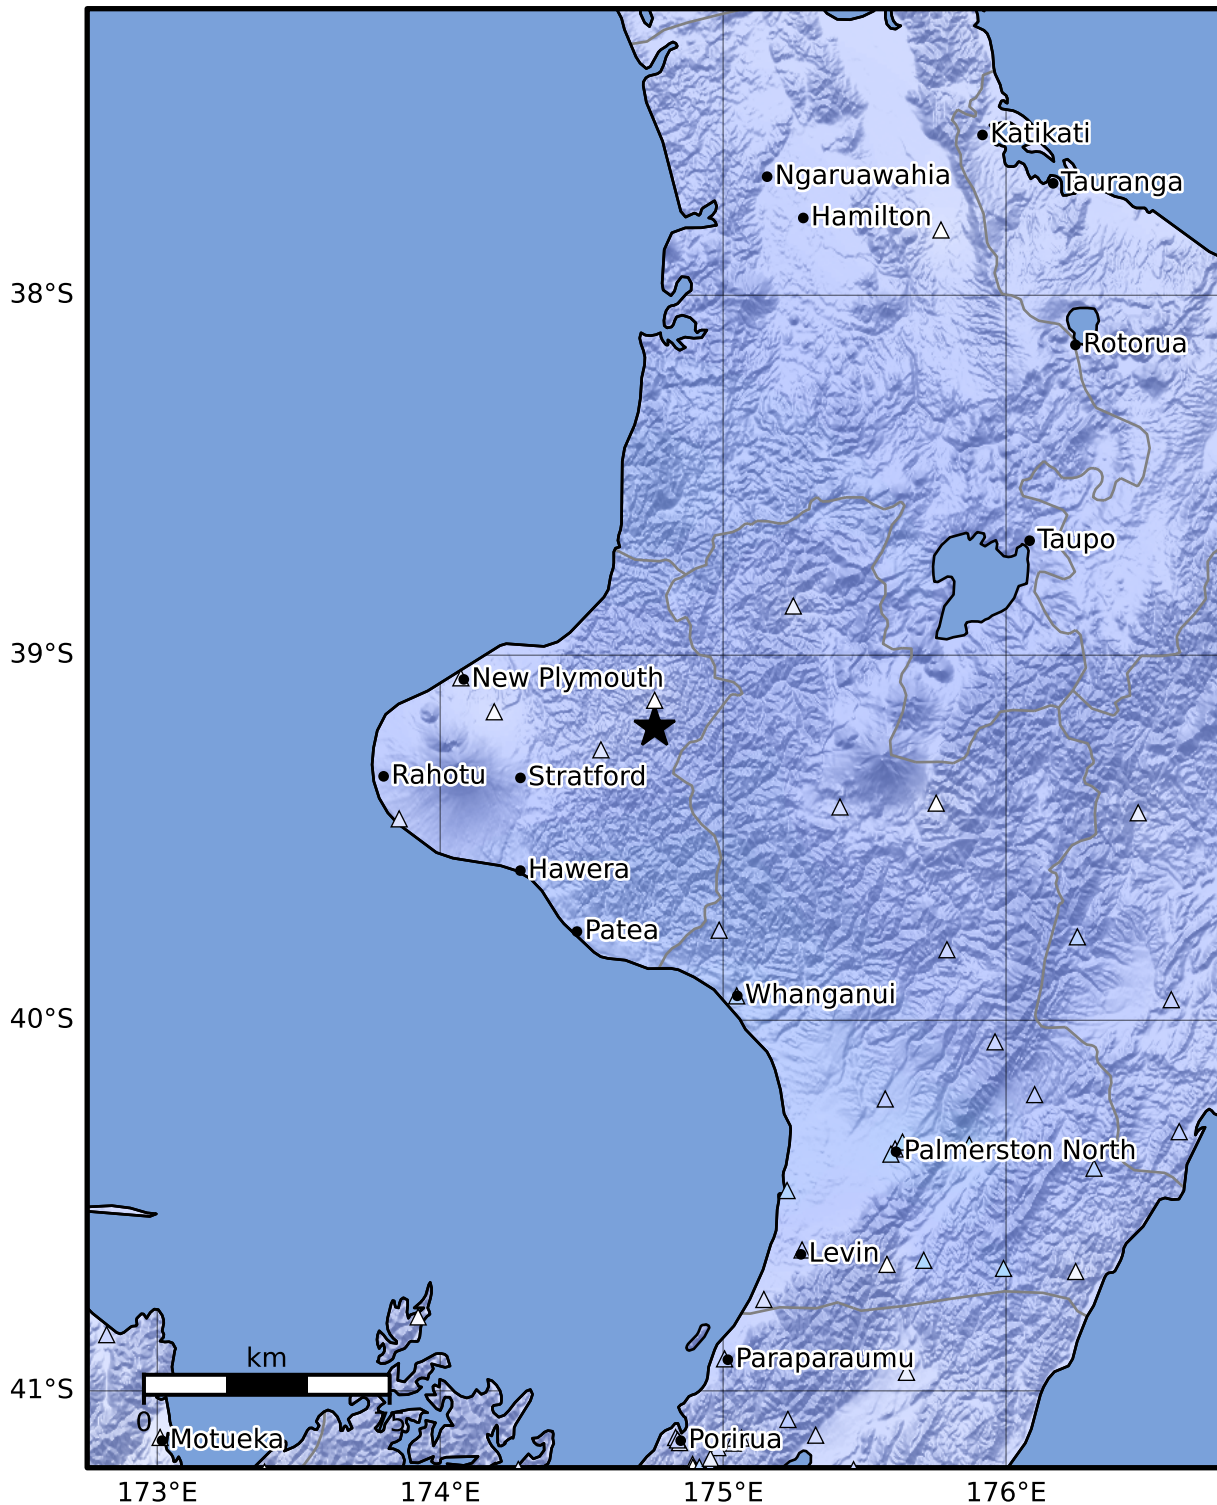 Katikati
Ngaruawahia
Tauranga
Hamilton
38°S
Rotorua
Taupo
39°S
New Plymouth
Rahotu
Stratford
Hawera
Patea
Whanganui
40°S
Palmerston North
Levin
km
Paraparaumu
41°S
0
Motueka
Porirua
173°E
174°E
175°E
176°E